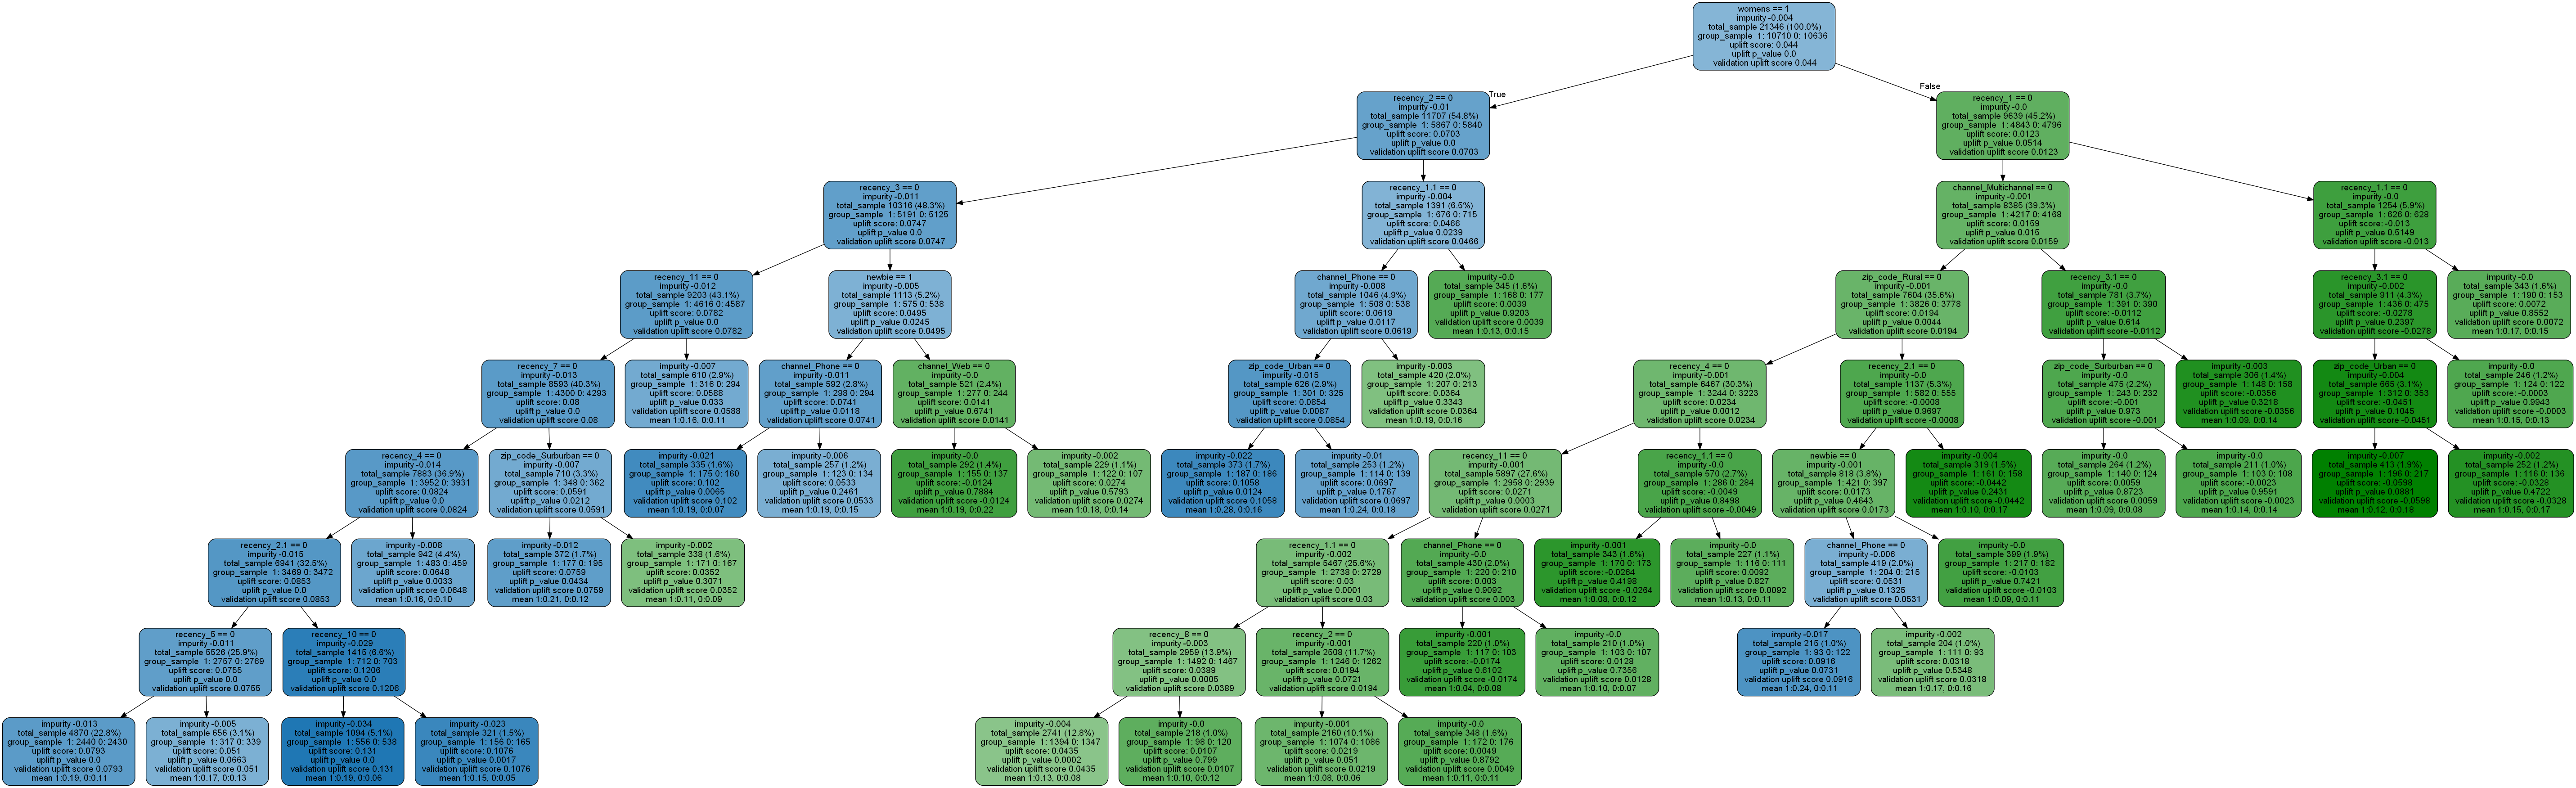 womens == 1
impurity -0.004
total_sample 21346 (100.0%)
group_sample 1: 10710 0: 10636
uplift score: 0.044
uplift p_value 0.0
validation uplift score 0.044
True
False
recency_2 == 0
impurity -0.01
total_sample 11707 (54.8%)
group_sample 1: 5867 0: 5840
uplift score: 0.0703
uplift p_value 0.0
validation uplift score 0.0703
recency_1 == 0
impurity -0.0
total_sample 9639 (45.2%)
group_sample 1: 4843 0: 4796
uplift score: 0.0123
uplift p_value 0.0514
validation uplift score 0.0123
recency_3 == 0
impurity -0.011
total_sample 10316 (48.3%)
group_sample 1: 5191 0: 5125
uplift score: 0.0747
uplift p_value 0.0
validation uplift score 0.0747
recency_1.1 == 0
impurity -0.004
total_sample 1391 (6.5%)
group_sample 1: 676 0: 715
uplift score: 0.0466
uplift p_value 0.0239
validation uplift score 0.0466
channel_Multichannel == 0
impurity -0.001
total_sample 8385 (39.3%)
group_sample 1: 4217 0: 4168
uplift score: 0.0159
uplift p_value 0.015
validation uplift score 0.0159
recency_1.1 == 0
impurity -0.0
total_sample 1254 (5.9%)
group_sample 1: 626 0: 628
uplift score: -0.013
uplift p_value 0.5149
validation uplift score -0.013
recency_11 == 0
impurity -0.012
total_sample 9203 (43.1%)
group_sample 1: 4616 0: 4587
uplift score: 0.0782
uplift p_value 0.0
validation uplift score 0.0782
newbie == 1
impurity -0.005
total_sample 1113 (5.2%)
group_sample 1: 575 0: 538
uplift score: 0.0495
uplift p_value 0.0245
validation uplift score 0.0495
channel_Phone == 0
impurity -0.008
total_sample 1046 (4.9%)
group_sample 1: 508 0: 538
uplift score: 0.0619
uplift p_value 0.0117
validation uplift score 0.0619
impurity -0.0
total_sample 345 (1.6%)
group_sample 1: 168 0: 177
uplift score: 0.0039
uplift p_value 0.9203
validation uplift score 0.0039
mean 1:0.13, 0:0.15
zip_code_Rural == 0
impurity -0.001
total_sample 7604 (35.6%)
group_sample 1: 3826 0: 3778
uplift score: 0.0194
uplift p_value 0.0044
validation uplift score 0.0194
recency_3.1 == 0
impurity -0.0
total_sample 781 (3.7%)
group_sample 1: 391 0: 390
uplift score: -0.0112
uplift p_value 0.614
validation uplift score -0.0112
recency_3.1 == 0
impurity -0.002
total_sample 911 (4.3%)
group_sample 1: 436 0: 475
uplift score: -0.0278
uplift p_value 0.2397
validation uplift score -0.0278
impurity -0.0
total_sample 343 (1.6%)
group_sample 1: 190 0: 153
uplift score: 0.0072
uplift p_value 0.8552
validation uplift score 0.0072
mean 1:0.17, 0:0.15
recency_7 == 0
impurity -0.013
total_sample 8593 (40.3%)
group_sample 1: 4300 0: 4293
uplift score: 0.08
uplift p_value 0.0
validation uplift score 0.08
impurity -0.007
total_sample 610 (2.9%)
group_sample 1: 316 0: 294
uplift score: 0.0588
uplift p_value 0.033
validation uplift score 0.0588
mean 1:0.16, 0:0.11
channel_Phone == 0
impurity -0.011
total_sample 592 (2.8%)
group_sample 1: 298 0: 294
uplift score: 0.0741
uplift p_value 0.0118
validation uplift score 0.0741
channel_Web == 0
impurity -0.0
total_sample 521 (2.4%)
group_sample 1: 277 0: 244
uplift score: 0.0141
uplift p_value 0.6741
validation uplift score 0.0141
zip_code_Urban == 0
impurity -0.015
total_sample 626 (2.9%)
group_sample 1: 301 0: 325
uplift score: 0.0854
uplift p_value 0.0087
validation uplift score 0.0854
impurity -0.003
total_sample 420 (2.0%)
group_sample 1: 207 0: 213
uplift score: 0.0364
uplift p_value 0.3343
validation uplift score 0.0364
mean 1:0.19, 0:0.16
recency_4 == 0
impurity -0.001
total_sample 6467 (30.3%)
group_sample 1: 3244 0: 3223
uplift score: 0.0234
uplift p_value 0.0012
validation uplift score 0.0234
recency_2.1 == 0
impurity -0.0
total_sample 1137 (5.3%)
group_sample 1: 582 0: 555
uplift score: -0.0008
uplift p_value 0.9697
validation uplift score -0.0008
zip_code_Surburban == 0
impurity -0.0
total_sample 475 (2.2%)
group_sample 1: 243 0: 232
uplift score: -0.001
uplift p_value 0.973
validation uplift score -0.001
impurity -0.003
total_sample 306 (1.4%)
group_sample 1: 148 0: 158
uplift score: -0.0356
uplift p_value 0.3218
validation uplift score -0.0356
mean 1:0.09, 0:0.14
zip_code_Urban == 0
impurity -0.004
total_sample 665 (3.1%)
group_sample 1: 312 0: 353
uplift score: -0.0451
uplift p_value 0.1045
validation uplift score -0.0451
impurity -0.0
total_sample 246 (1.2%)
group_sample 1: 124 0: 122
uplift score: -0.0003
uplift p_value 0.9943
validation uplift score -0.0003
mean 1:0.15, 0:0.13
recency_4 == 0
impurity -0.014
total_sample 7883 (36.9%)
group_sample 1: 3952 0: 3931
uplift score: 0.0824
uplift p_value 0.0
validation uplift score 0.0824
zip_code_Surburban == 0
impurity -0.007
total_sample 710 (3.3%)
group_sample 1: 348 0: 362
uplift score: 0.0591
uplift p_value 0.0212
validation uplift score 0.0591
impurity -0.021
total_sample 335 (1.6%)
group_sample 1: 175 0: 160
uplift score: 0.102
uplift p_value 0.0065
validation uplift score 0.102
mean 1:0.19, 0:0.07
impurity -0.006
total_sample 257 (1.2%)
group_sample 1: 123 0: 134
uplift score: 0.0533
uplift p_value 0.2461
validation uplift score 0.0533
mean 1:0.19, 0:0.15
impurity -0.0
total_sample 292 (1.4%)
group_sample 1: 155 0: 137
uplift score: -0.0124
uplift p_value 0.7884
validation uplift score -0.0124
mean 1:0.19, 0:0.22
impurity -0.002
total_sample 229 (1.1%)
group_sample 1: 122 0: 107
uplift score: 0.0274
uplift p_value 0.5793
validation uplift score 0.0274
mean 1:0.18, 0:0.14
impurity -0.022
total_sample 373 (1.7%)
group_sample 1: 187 0: 186
uplift score: 0.1058
uplift p_value 0.0124
validation uplift score 0.1058
mean 1:0.28, 0:0.16
impurity -0.01
total_sample 253 (1.2%)
group_sample 1: 114 0: 139
uplift score: 0.0697
uplift p_value 0.1767
validation uplift score 0.0697
mean 1:0.24, 0:0.18
recency_11 == 0
impurity -0.001
total_sample 5897 (27.6%)
group_sample 1: 2958 0: 2939
uplift score: 0.0271
uplift p_value 0.0003
validation uplift score 0.0271
recency_1.1 == 0
impurity -0.0
total_sample 570 (2.7%)
group_sample 1: 286 0: 284
uplift score: -0.0049
uplift p_value 0.8498
validation uplift score -0.0049
newbie == 0
impurity -0.001
total_sample 818 (3.8%)
group_sample 1: 421 0: 397
uplift score: 0.0173
uplift p_value 0.4643
validation uplift score 0.0173
impurity -0.004
total_sample 319 (1.5%)
group_sample 1: 161 0: 158
uplift score: -0.0442
uplift p_value 0.2431
validation uplift score -0.0442
mean 1:0.10, 0:0.17
impurity -0.0
total_sample 264 (1.2%)
group_sample 1: 140 0: 124
uplift score: 0.0059
uplift p_value 0.8723
validation uplift score 0.0059
mean 1:0.09, 0:0.08
impurity -0.0
total_sample 211 (1.0%)
group_sample 1: 103 0: 108
uplift score: -0.0023
uplift p_value 0.9591
validation uplift score -0.0023
mean 1:0.14, 0:0.14
impurity -0.007
total_sample 413 (1.9%)
group_sample 1: 196 0: 217
uplift score: -0.0598
uplift p_value 0.0881
validation uplift score -0.0598
mean 1:0.12, 0:0.18
impurity -0.002
total_sample 252 (1.2%)
group_sample 1: 116 0: 136
uplift score: -0.0328
uplift p_value 0.4722
validation uplift score -0.0328
mean 1:0.15, 0:0.17
recency_2.1 == 0
impurity -0.015
total_sample 6941 (32.5%)
group_sample 1: 3469 0: 3472
uplift score: 0.0853
uplift p_value 0.0
validation uplift score 0.0853
impurity -0.008
total_sample 942 (4.4%)
group_sample 1: 483 0: 459
uplift score: 0.0648
uplift p_value 0.0033
validation uplift score 0.0648
mean 1:0.16, 0:0.10
impurity -0.012
total_sample 372 (1.7%)
group_sample 1: 177 0: 195
uplift score: 0.0759
uplift p_value 0.0434
validation uplift score 0.0759
mean 1:0.21, 0:0.12
impurity -0.002
total_sample 338 (1.6%)
group_sample 1: 171 0: 167
uplift score: 0.0352
uplift p_value 0.3071
validation uplift score 0.0352
mean 1:0.11, 0:0.09
recency_1.1 == 0
impurity -0.002
total_sample 5467 (25.6%)
group_sample 1: 2738 0: 2729
uplift score: 0.03
uplift p_value 0.0001
validation uplift score 0.03
channel_Phone == 0
impurity -0.0
total_sample 430 (2.0%)
group_sample 1: 220 0: 210
uplift score: 0.003
uplift p_value 0.9092
validation uplift score 0.003
impurity -0.001
total_sample 343 (1.6%)
group_sample 1: 170 0: 173
uplift score: -0.0264
uplift p_value 0.4198
validation uplift score -0.0264
mean 1:0.08, 0:0.12
impurity -0.0
total_sample 227 (1.1%)
group_sample 1: 116 0: 111
uplift score: 0.0092
uplift p_value 0.827
validation uplift score 0.0092
mean 1:0.13, 0:0.11
channel_Phone == 0
impurity -0.006
total_sample 419 (2.0%)
group_sample 1: 204 0: 215
uplift score: 0.0531
uplift p_value 0.1325
validation uplift score 0.0531
impurity -0.0
total_sample 399 (1.9%)
group_sample 1: 217 0: 182
uplift score: -0.0103
uplift p_value 0.7421
validation uplift score -0.0103
mean 1:0.09, 0:0.11
recency_5 == 0
impurity -0.011
total_sample 5526 (25.9%)
group_sample 1: 2757 0: 2769
uplift score: 0.0755
uplift p_value 0.0
validation uplift score 0.0755
recency_10 == 0
impurity -0.029
total_sample 1415 (6.6%)
group_sample 1: 712 0: 703
uplift score: 0.1206
uplift p_value 0.0
validation uplift score 0.1206
recency_8 == 0
impurity -0.003
total_sample 2959 (13.9%)
group_sample 1: 1492 0: 1467
uplift score: 0.0389
uplift p_value 0.0005
validation uplift score 0.0389
recency_2 == 0
impurity -0.001
total_sample 2508 (11.7%)
group_sample 1: 1246 0: 1262
uplift score: 0.0194
uplift p_value 0.0721
validation uplift score 0.0194
impurity -0.001
total_sample 220 (1.0%)
group_sample 1: 117 0: 103
uplift score: -0.0174
uplift p_value 0.6102
validation uplift score -0.0174
mean 1:0.04, 0:0.08
impurity -0.0
total_sample 210 (1.0%)
group_sample 1: 103 0: 107
uplift score: 0.0128
uplift p_value 0.7356
validation uplift score 0.0128
mean 1:0.10, 0:0.07
impurity -0.017
total_sample 215 (1.0%)
group_sample 1: 93 0: 122
uplift score: 0.0916
uplift p_value 0.0731
validation uplift score 0.0916
mean 1:0.24, 0:0.11
impurity -0.002
total_sample 204 (1.0%)
group_sample 1: 111 0: 93
uplift score: 0.0318
uplift p_value 0.5348
validation uplift score 0.0318
mean 1:0.17, 0:0.16
impurity -0.013
total_sample 4870 (22.8%)
group_sample 1: 2440 0: 2430
uplift score: 0.0793
uplift p_value 0.0
validation uplift score 0.0793
mean 1:0.19, 0:0.11
impurity -0.005
total_sample 656 (3.1%)
group_sample 1: 317 0: 339
uplift score: 0.051
uplift p_value 0.0663
validation uplift score 0.051
mean 1:0.17, 0:0.13
impurity -0.034
total_sample 1094 (5.1%)
group_sample 1: 556 0: 538
uplift score: 0.131
uplift p_value 0.0
validation uplift score 0.131
mean 1:0.19, 0:0.06
impurity -0.023
total_sample 321 (1.5%)
group_sample 1: 156 0: 165
uplift score: 0.1076
uplift p_value 0.0017
validation uplift score 0.1076
mean 1:0.15, 0:0.05
impurity -0.004
total_sample 2741 (12.8%)
group_sample 1: 1394 0: 1347
uplift score: 0.0435
uplift p_value 0.0002
validation uplift score 0.0435
mean 1:0.13, 0:0.08
impurity -0.0
total_sample 218 (1.0%)
group_sample 1: 98 0: 120
uplift score: 0.0107
uplift p_value 0.799
validation uplift score 0.0107
mean 1:0.10, 0:0.12
impurity -0.001
total_sample 2160 (10.1%)
group_sample 1: 1074 0: 1086
uplift score: 0.0219
uplift p_value 0.051
validation uplift score 0.0219
mean 1:0.08, 0:0.06
impurity -0.0
total_sample 348 (1.6%)
group_sample 1: 172 0: 176
uplift score: 0.0049
uplift p_value 0.8792
validation uplift score 0.0049
mean 1:0.11, 0:0.11